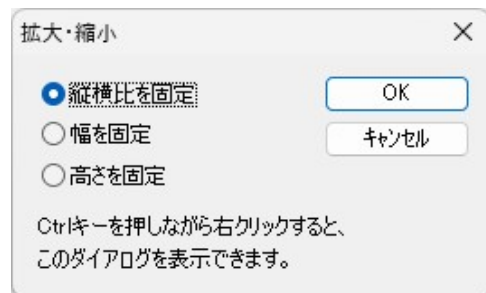 拡大・縮小
縦横比を固定
OK
幅を固定
キャンセル
高さを固定
Ctrlキーを押しながら右クリックすると、
このダイアログを表示できます。